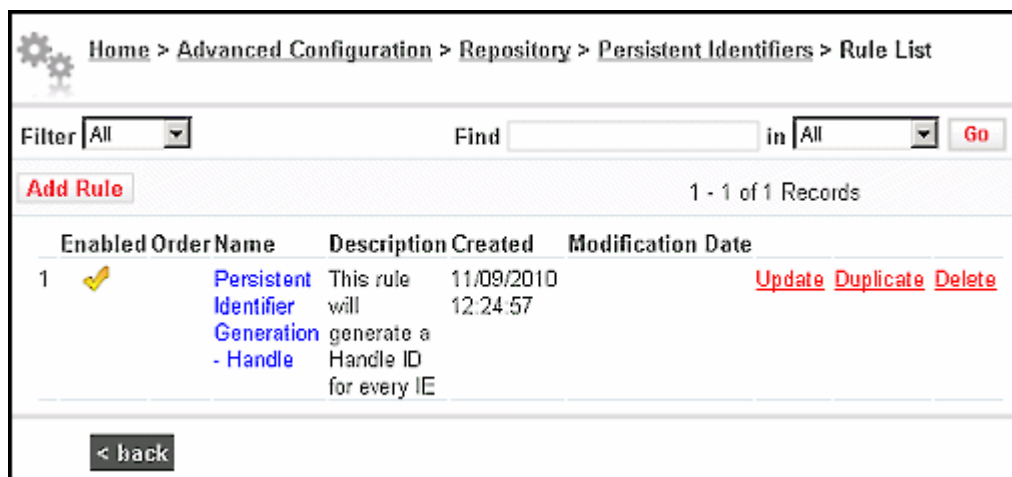 Home > Advanced Configuration > Repository > Persistent Identifiers > Rule List
Filter All Find in All Go
Add Rule 1 - 1 of 1 Records
Enabled Order Name Description Created Modification Date
1 Persistent This rule 11/09/2010 Update Duplicate Delete
Identifier will 12:24:57
Generation generate a
- Handle Handle ID
for every IE
< back